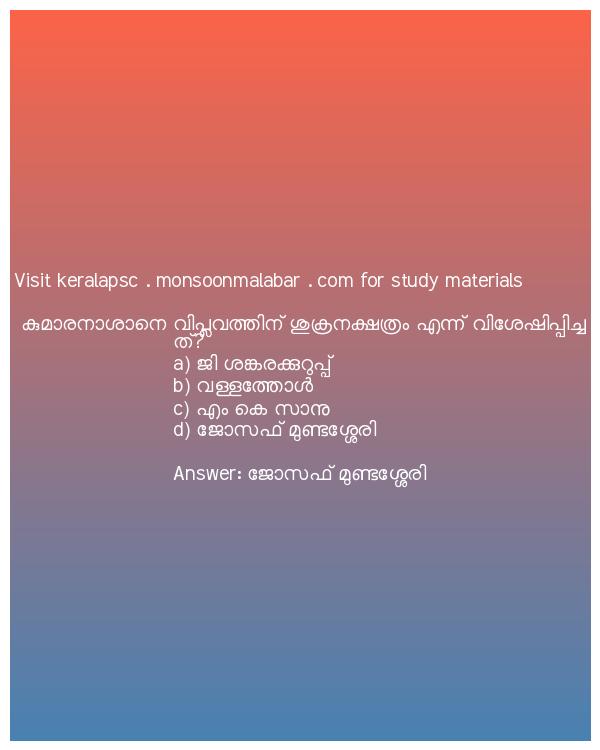 Visit keralapsc . monsoonmalabar . com for study materials
കുമാരനാശാനെ വിപ്ലവത്തിന് ശുക്രനക്ഷത്രം എന്ന് വിശേഷിപ്പിച്ച
ത്?
a) ജി ശങ്കരക്കുറുപ്പ്
b) വള്ളത്തോൾ
c) എം കെ സാനു
d) ജോസഫ് മുണ്ടശ്ശേരി
Answer: ജോസഫ് മുണ്ടശ്ശേരി